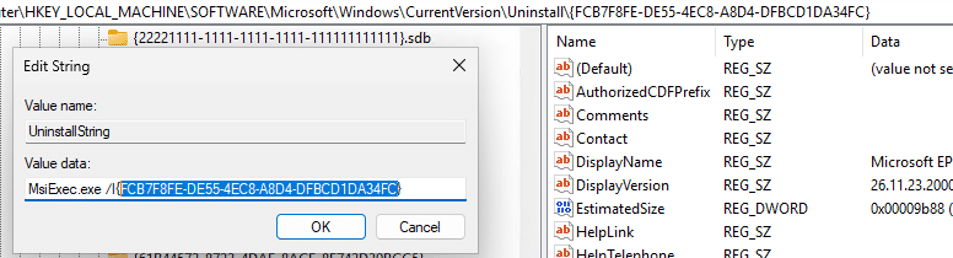 uter\HKEY_LOCAL_MACHINE\SOFTWARE\Microsoft\Windows\CurrentVersion\Uninstall\{FCB7F8FE-DE55-4EC8-A8D4-DFBCD1DA34FC}
{22221111-1111-1111-1111-111111111111}.sdb
Edit String
Value name:
UninstallString
Value data:
MsiExec.exe /I{FCB7F8FE-DE55-4EC8-A8D4-DFBCD1DA34FC}
OK Cancel
Name Type Data
(Default) REG_SZ (value not se
AuthorizedCDFPrefix REG_SZ
Comments REG_SZ
Contact REG_SZ
DisplayName REG_SZ Microsoft EP
DisplayVersion REG_SZ 26.11.23.2000
EstimatedSize REG_DWORD 0x00009b88 (
HelpLink REG_SZ
HelpTelephone REG_SZ